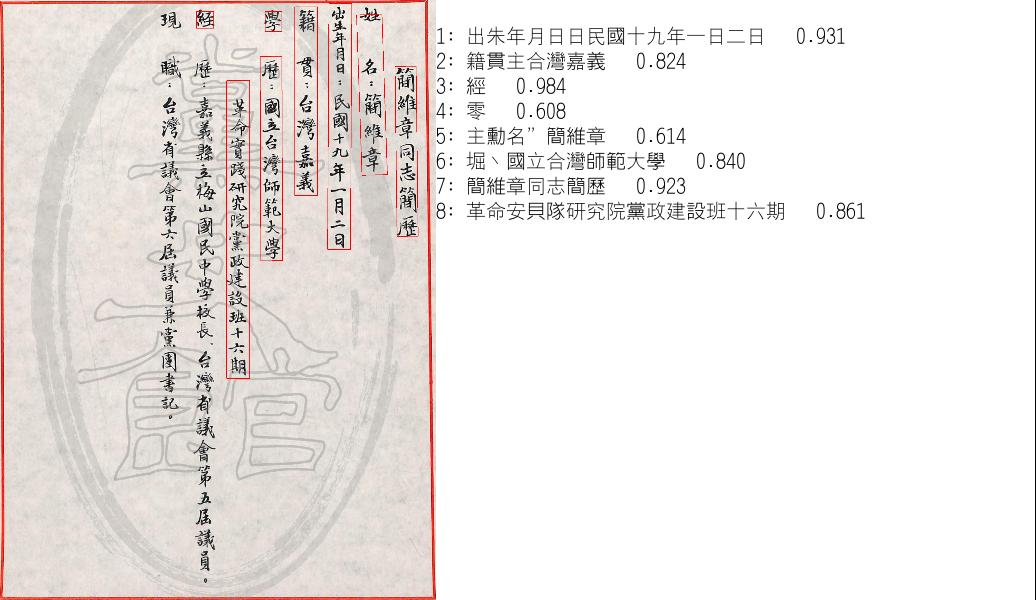 簡維章同志簡歷
姓 名：簡維章
出生年月日：民國十九年一月二日
籍 貫：台灣嘉義
學 歷：國立台灣師範大學
革命實踐研究院黨政建設班十六期
經 歷：嘉義縣立梅山國民中學校長、台灣省議會第五屆議員。
現 職：台灣省議會第六屆議員兼黨團書記。
1: 出朱年月日日民國十九年一日二日 0.931
2: 籍貫主合灣嘉義 0.824
3: 經 0.984
4: 零 0.608
5: 主勳名”簡維章 0.614
6: 堀丶國立合灣師範大學 0.840
7: 簡維章同志簡歷 0.923
8: 革命安貝隊研究院黨政建設班十六期 0.861